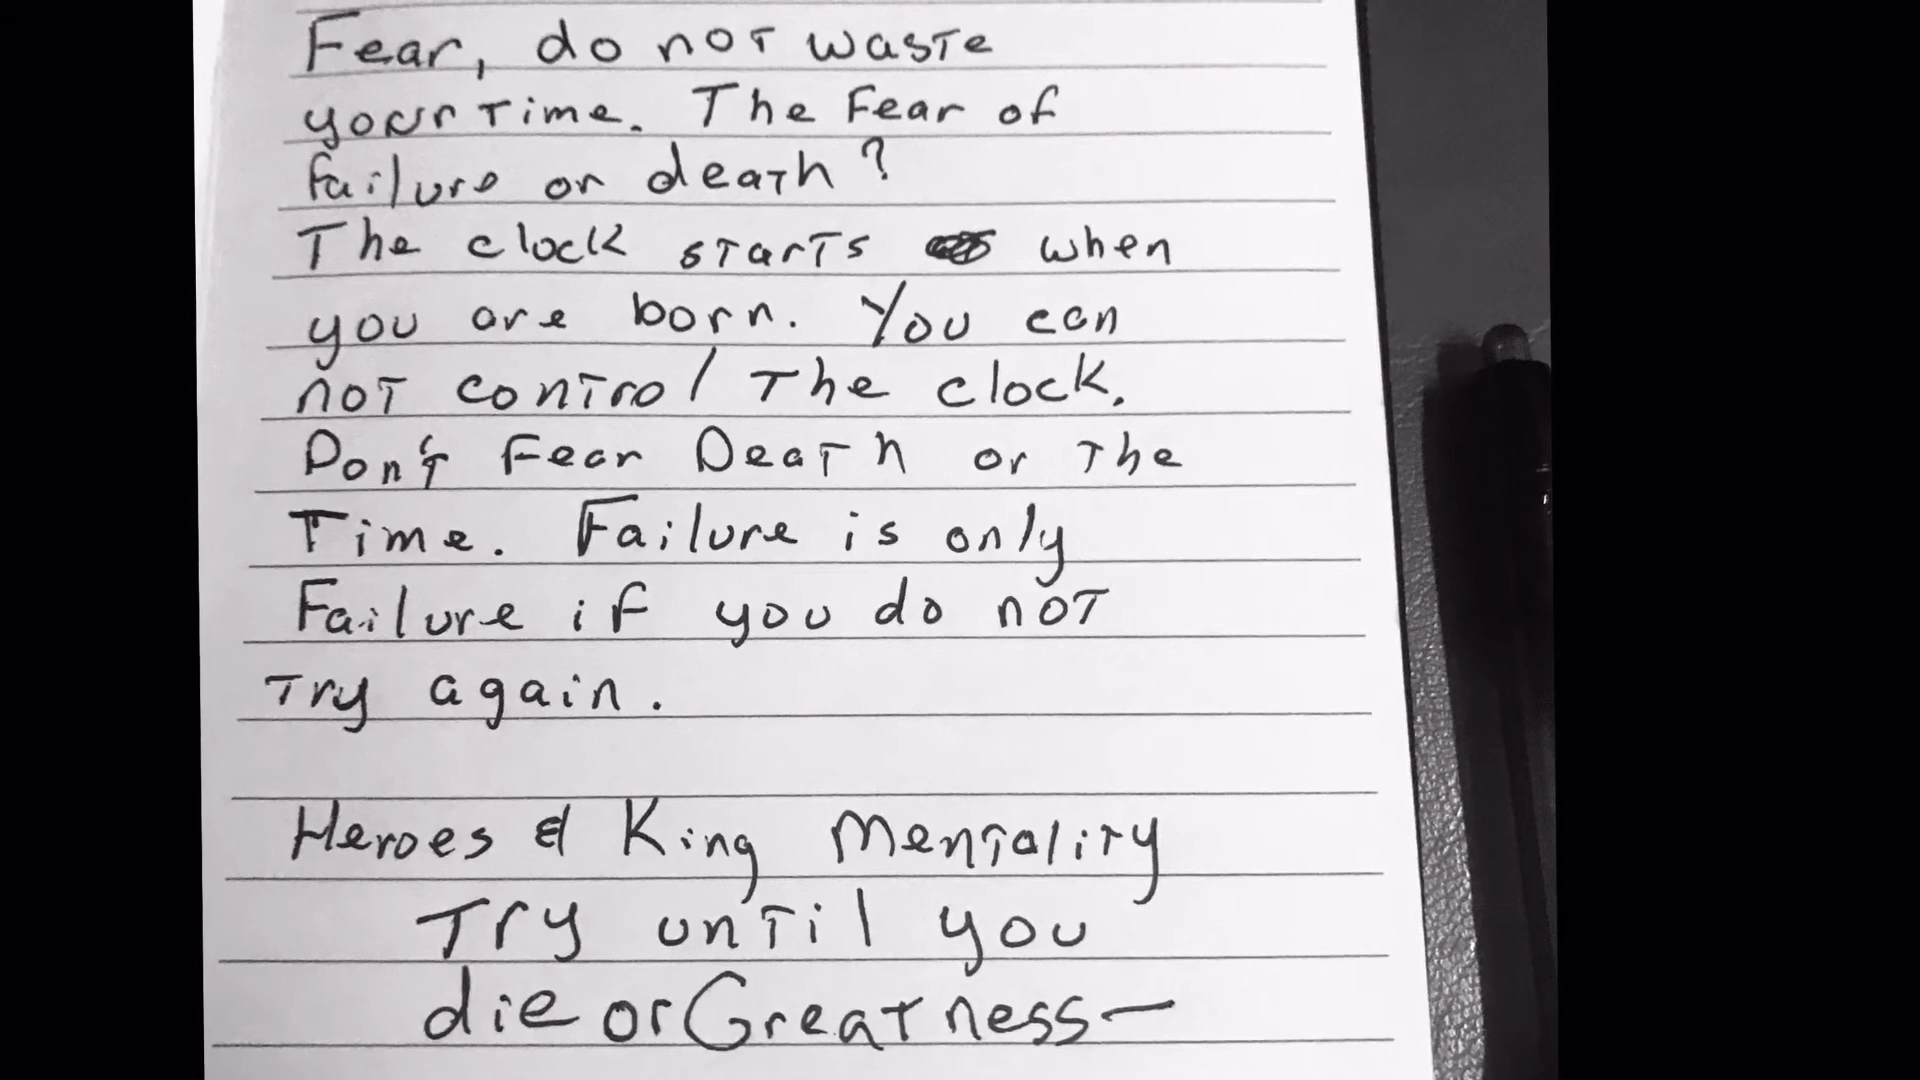 Fear, do not waste
your time. The Fear of
failure or death?
The clock starts when
you are born. You can
not control The clock.
Don't Fear Death or The
Time. Failure is only
Failure if you do not
Try again.
Heroes & King Mentality
Try until you
die or Greatness—